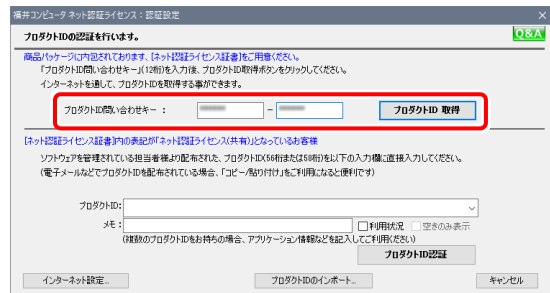 福井コンピュータ ネット認証ライセンス：認証設定
プロダクトIDの認証を行います。
Q&A
商品パッケージに内包されております、【ネット認証ライセンス証書】をご用意ください。
「プロダクトID問い合わせキー」(12桁)を入力後、プロダクトID取得ボタンをクリックしてください。
インターネットを通して、プロダクトIDを取得する事ができます。
プロダクトID問い合わせキー ：
－
プロダクトID 取得
【ネット認証ライセンス証書】内の表記が「ネット認証ライセンス(共有)」となっているお客様
ソフトウェアを管理されている担当者様より配布された、プロダクトID(56桁または58桁)を以下の入力欄に直接入力してください。
(電子メールなどでプロダクトIDを配布されている場合、「コピー/貼り付け」をご利用になると便利です)
プロダクトID:
メモ：
利用状況 空きのみ表示
(複数のプロダクトIDをお持ちの場合、アプリケーション情報などを記入してご利用ください)
プロダクトID認証
インターネット設定... プロダクトIDのインポート... キャンセル